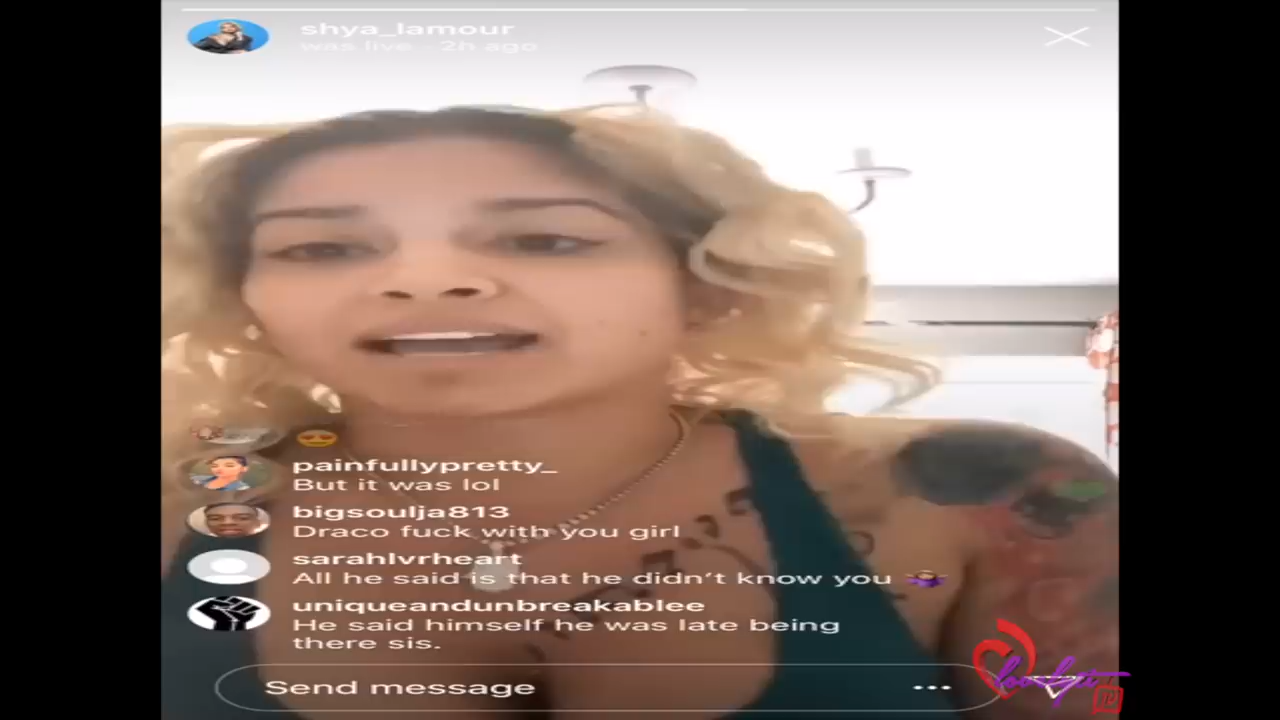 shya_lamour
was live · 2h ago
painfullypretty_
But it was lol
bigsoulja813
Draco fuck with you girl
sarahlvrheart
All he said is that he didn't know you 🤷🏾‍♀️
uniqueandunbreakablee
He said himself he was late being
there sis.
Send message